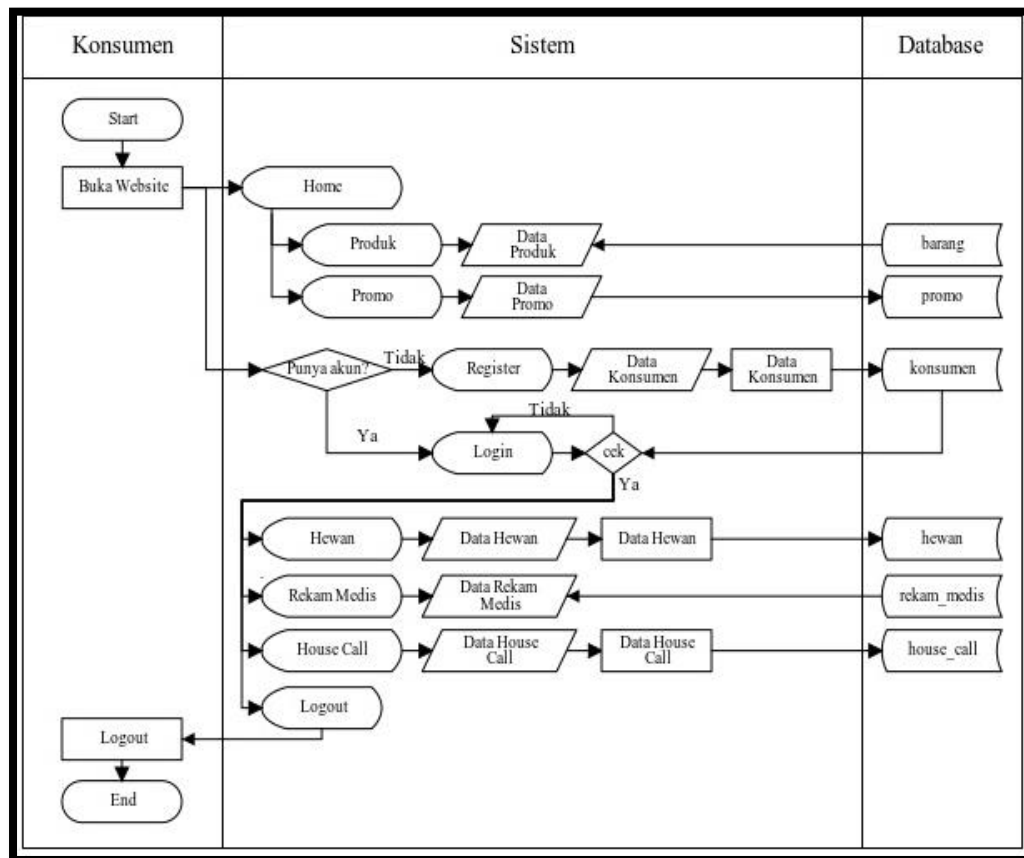 Konsumen
Sistem
Database
Start
Buka Website
Home
Produk
Data
Produk
barang
Promo
Data
Promo
promo
Punya akun?
Tidak
Register
Data
Konsumen
Data
Konsumen
konsumen
Tidak
Ya
Login
cek
Ya
Hewan
Data Hewan
Data Hewan
hewan
Rekam Medis
Data Rekam
Medis
rekam_medis
House Call
Data House
Call
Data House
Call
house_call
Logout
Logout
End